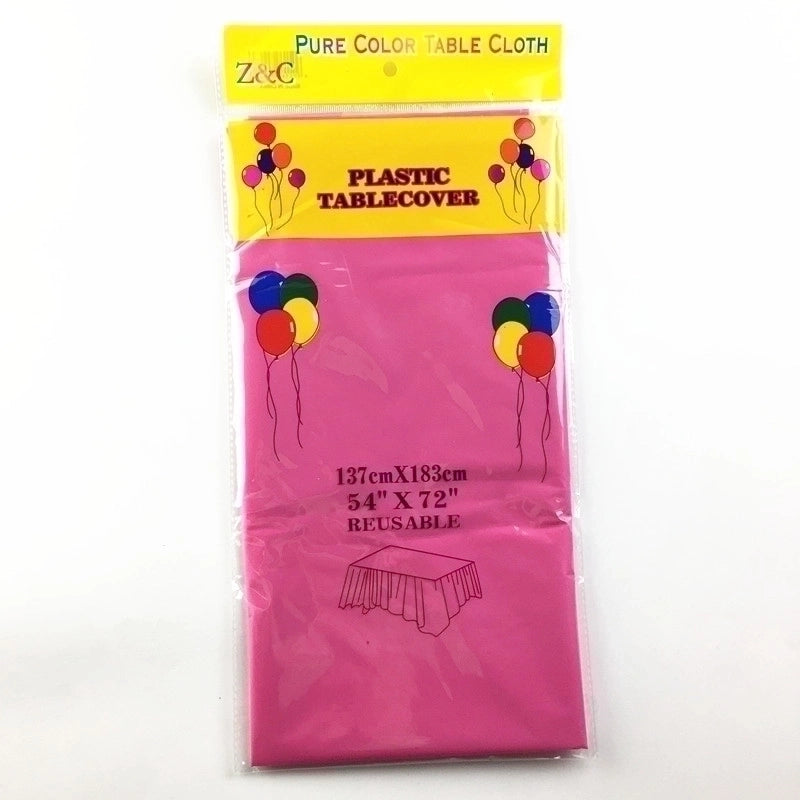 PURE COLOR TABLE CLOTH
Z&C
PLASTIC
TABLECOVER
137cmX183cm
54" X 72"
REUSABLE